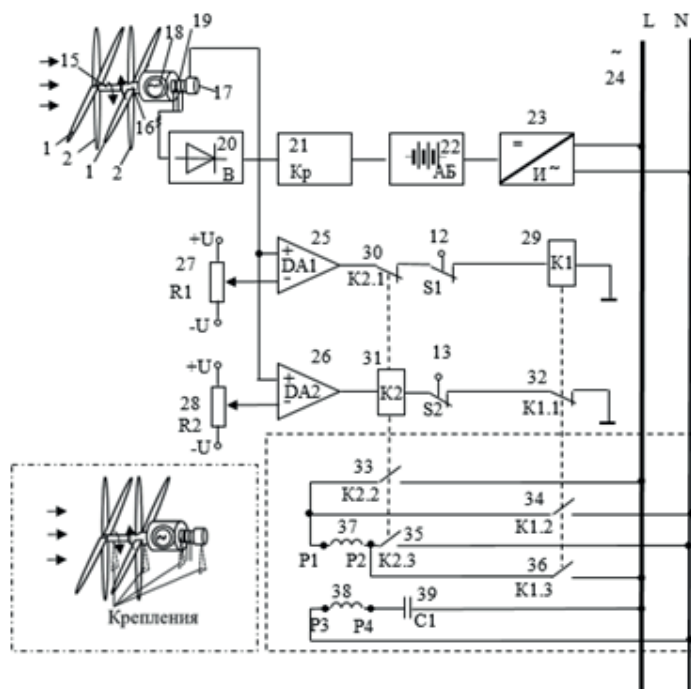 L N
18 19
~
15
24
17
16
23
20 21 22
=
1 2 1 2
В Кр АБ И ~
+U 25 30 12 29
27
+
DA1
-
K1
R1 K2.1 S1
-U
+U 26 31 13 32
28
+
DA2
-
K2
R2 S2 K1.1
-U
33
K2.2 34
37 35 K1.2
P1 P2 K2.3 36
38 39 K1.3
Крепления
P3 P4 C1